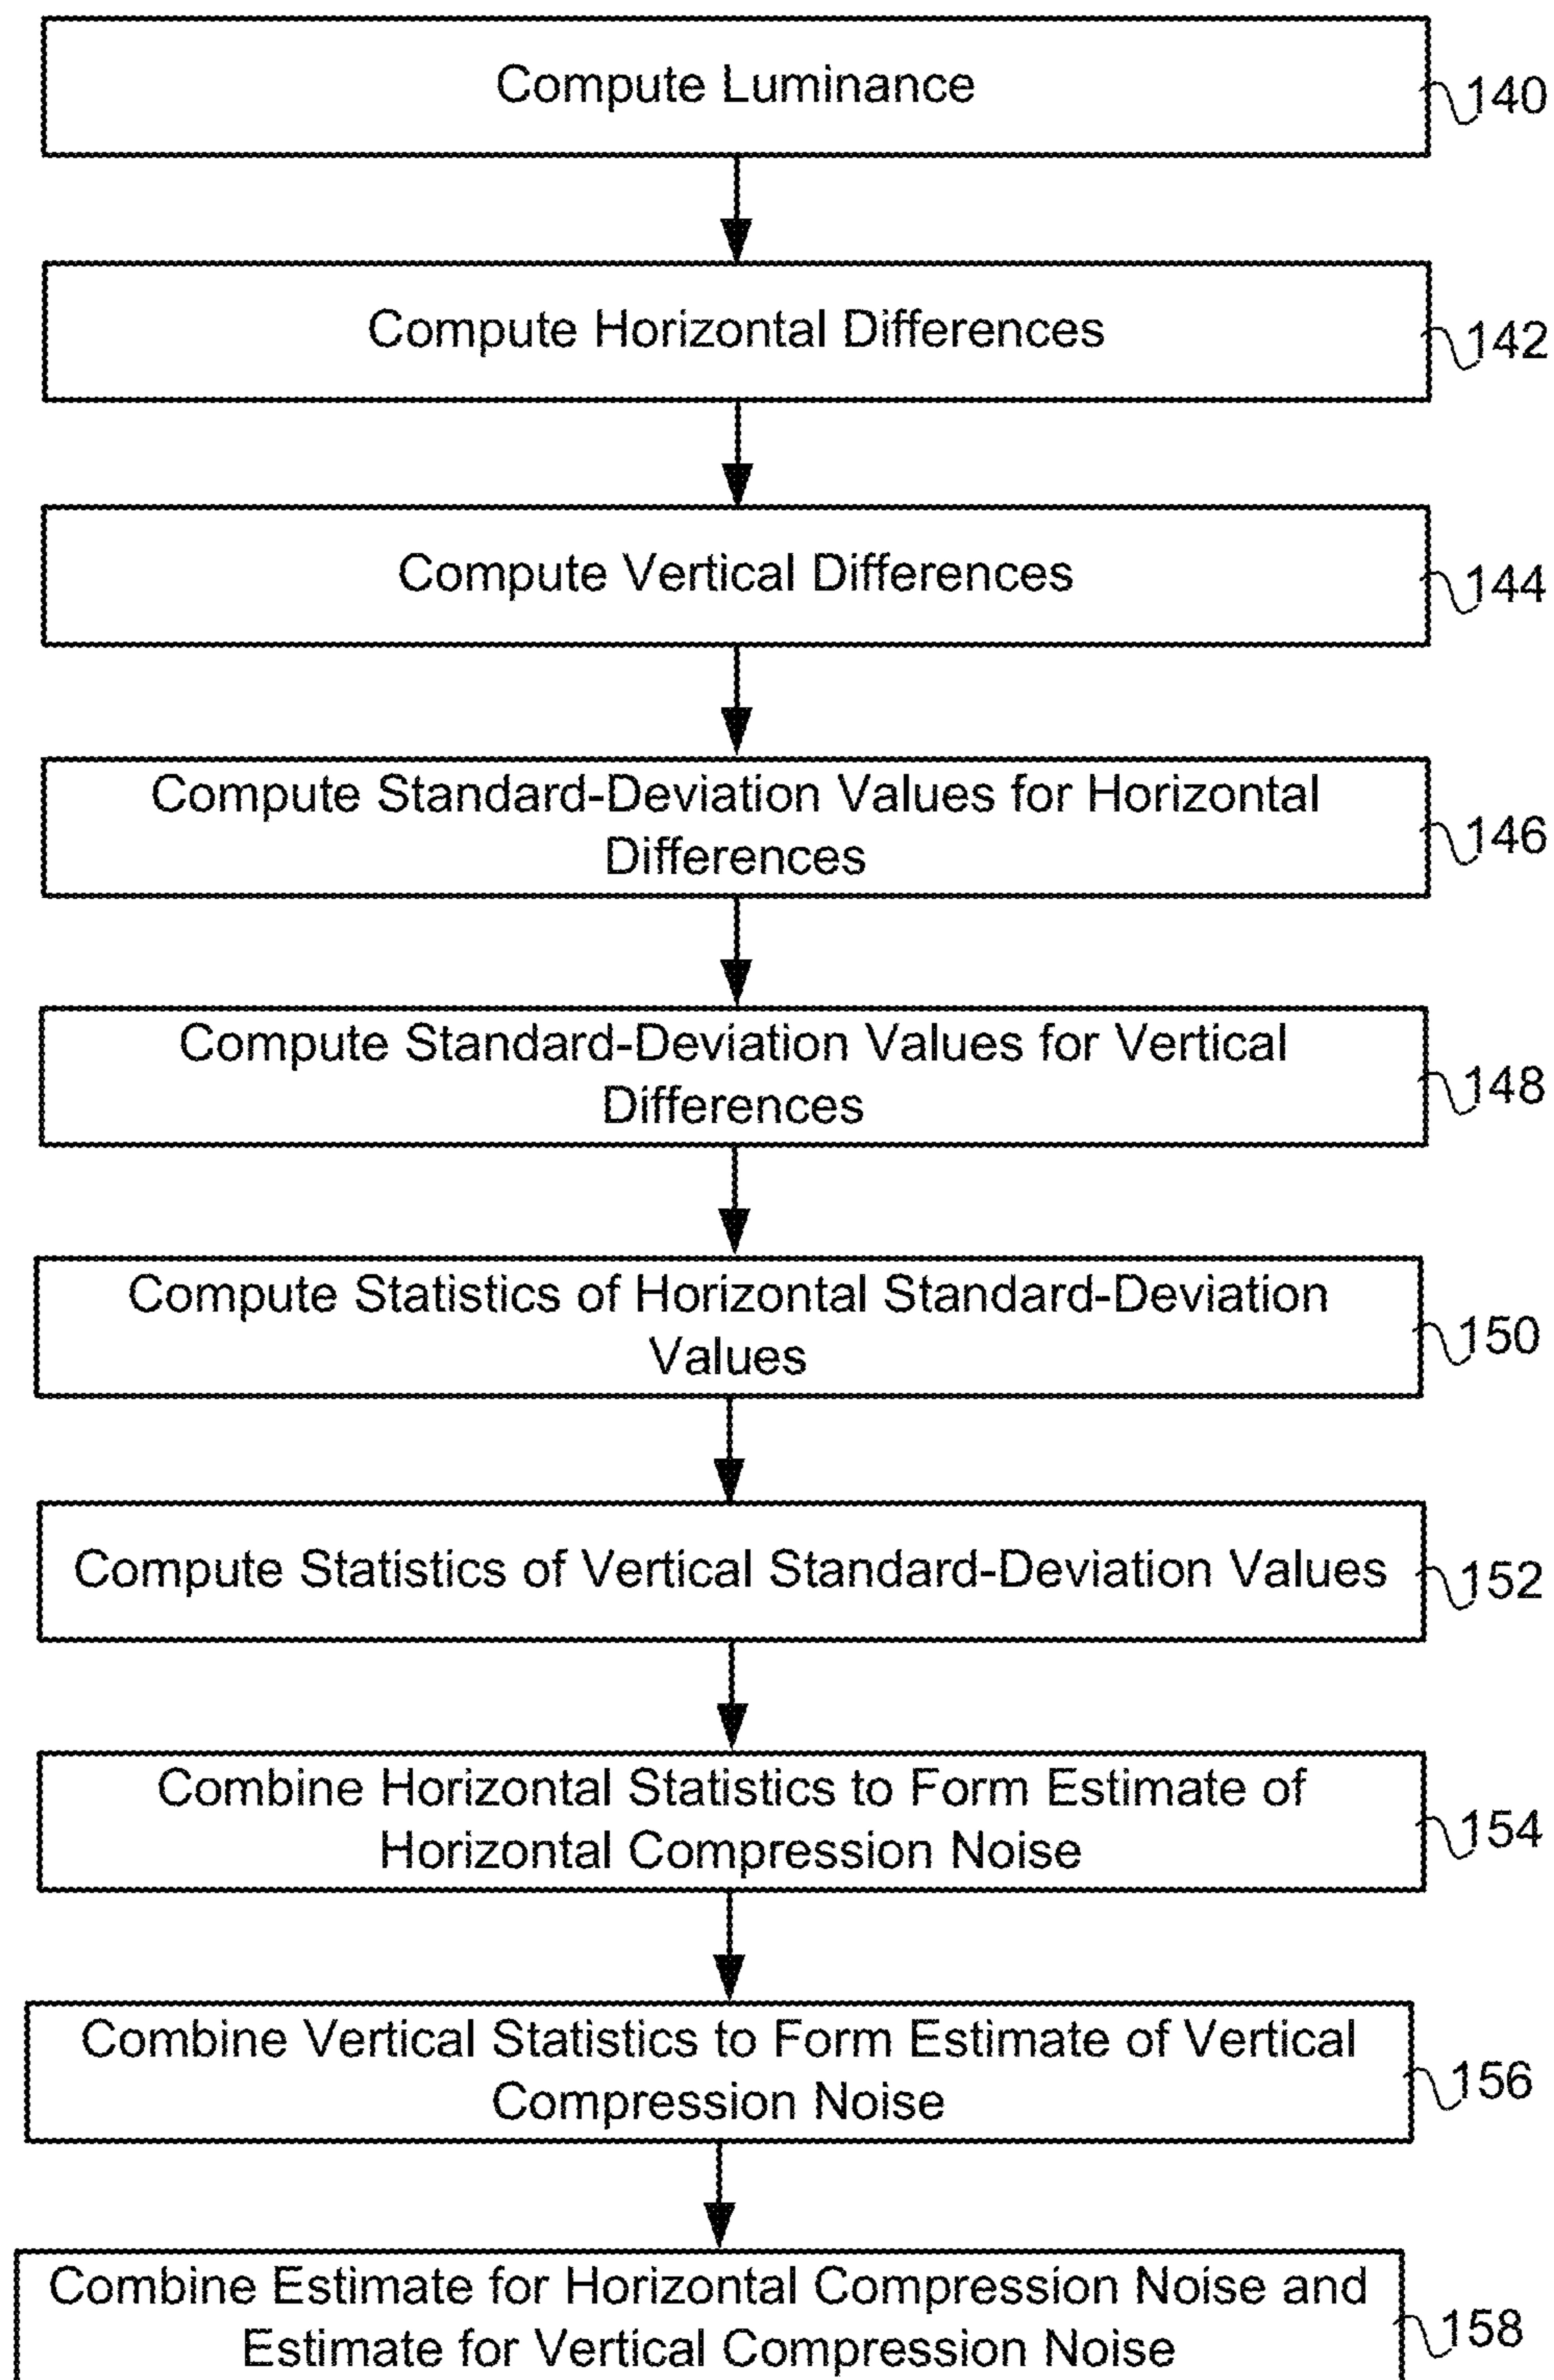 Compute Luminance
140
Compute Horizontal Differences
142
Compute Vertical Differences
144
Compute Standard-Deviation Values for Horizontal
Differences
146
Compute Standard-Deviation Values for Vertical
Differences
148
Compute Statistics of Horizontal Standard-Deviation
Values
150
Compute Statistics of Vertical Standard-Deviation Values
152
Combine Horizontal Statistics to Form Estimate of
Horizontal Compression Noise
154
Combine Vertical Statistics to Form Estimate of Vertical
Compression Noise
156
Combine Estimate for Horizontal Compression Noise and
Estimate for Vertical Compression Noise
158